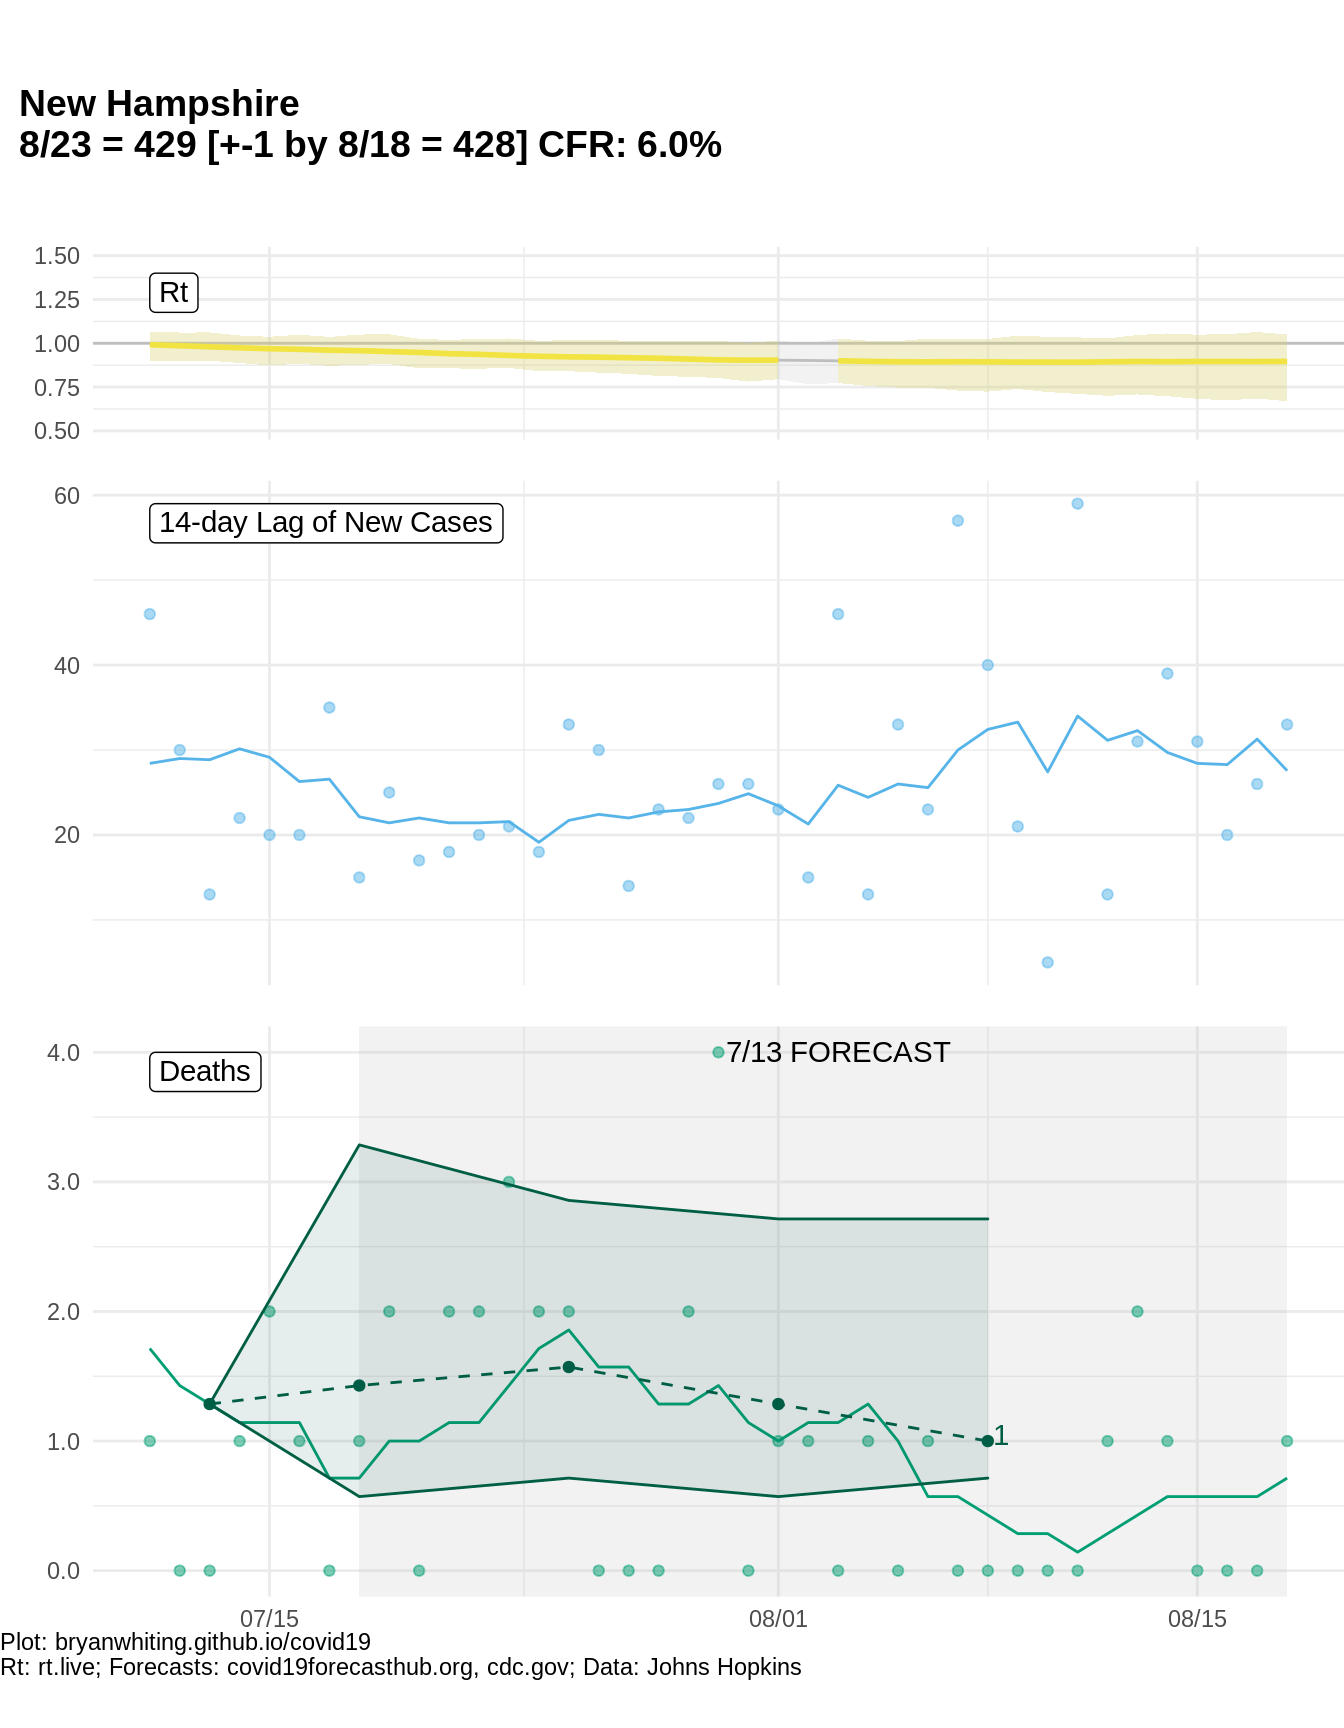 New Hampshire
8/23 = 429 [+-1 by 8/18 = 428] CFR: 6.0%
1.50
1.25
1.00
0.75
0.50
Rt
60
40
20
14-day Lag of New Cases
4.0
3.0
2.0
1.0
0.0
Deaths
7/13 FORECAST
1
07/15 08/01 08/15
Plot: bryanwhiting.github.io/covid19
Rt: rt.live; Forecasts: covid19forecasthub.org, cdc.gov; Data: Johns Hopkins